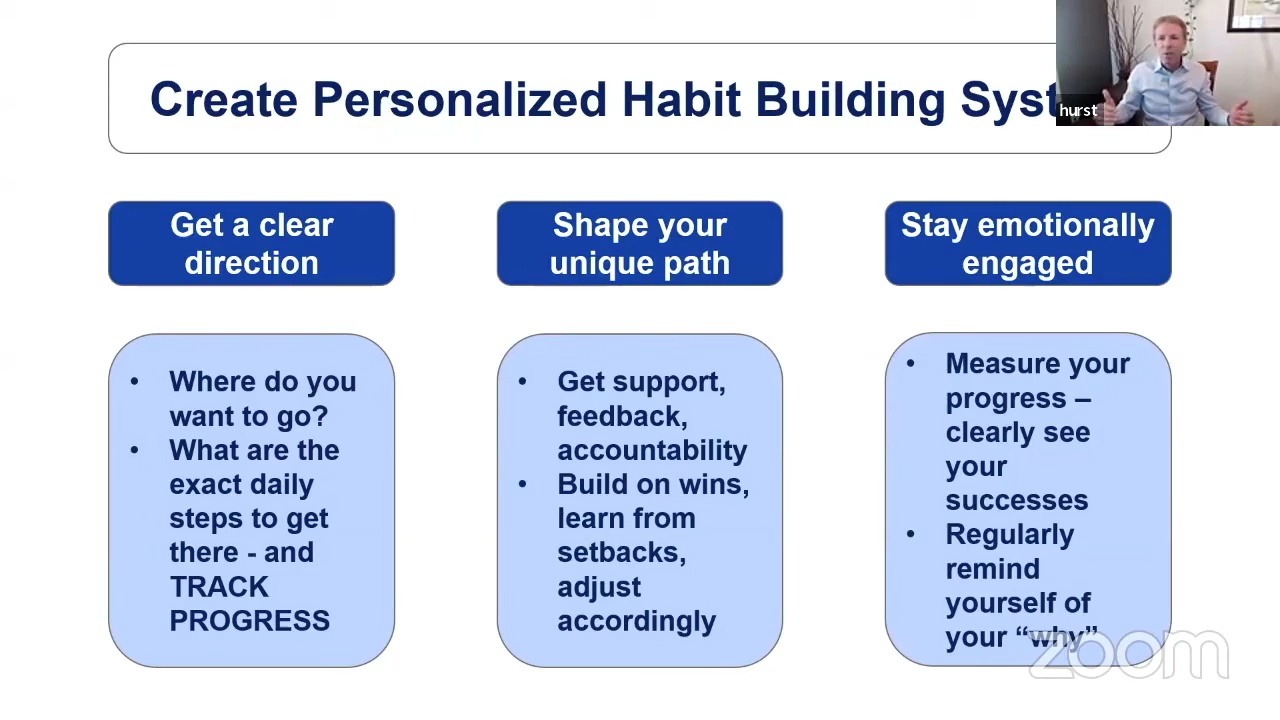 Create Personalized Habit Building Syst
hurst
Get a clear
direction
Shape your
unique path
Stay emotionally
engaged
• Where do you
want to go?
• What are the
exact daily
steps to get
there - and
TRACK
PROGRESS
• Get support,
feedback,
accountability
• Build on wins,
learn from
setbacks,
adjust
accordingly
• Measure your
progress –
clearly see
your
successes
• Regularly
remind
yourself of
your “why”
zoom